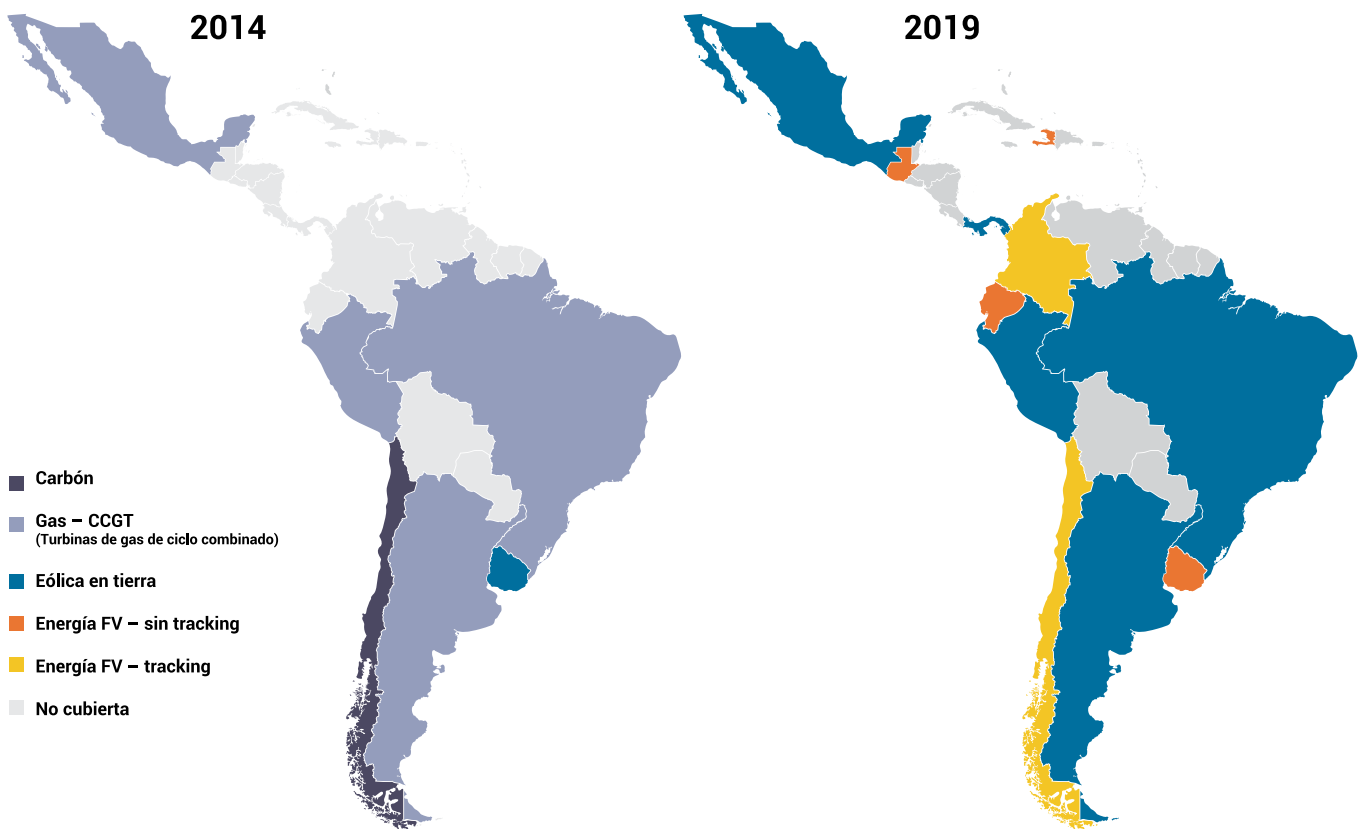 2014
2019
Carbón
Gas – CCGT
(Turbinas de gas de ciclo combinado)
Eólica en tierra
Energía FV – sin tracking
Energía FV – tracking
No cubierta